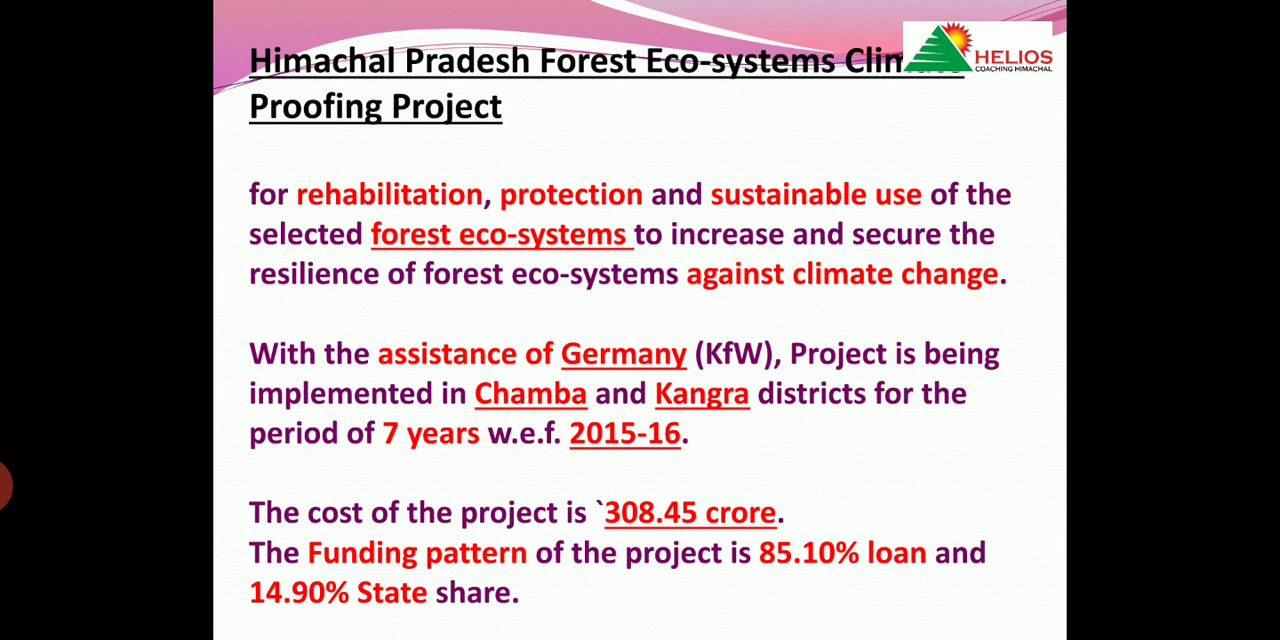 Himachal Pradesh Forest Eco-systems
HELIOS
COACHING HIMACHAL
Proofing Project
for rehabilitation, protection and sustainable use of the
selected forest eco-systems to increase and secure the
resilience of forest eco-systems against climate change.
With the assistance of Germany (KfW), Project is being
implemented in Chamba and Kangra districts for the
period of 7 years w.e.f. 2015-16.
The cost of the project is `308.45 crore.
The Funding pattern of the project is 85.10% loan and
14.90% State share.